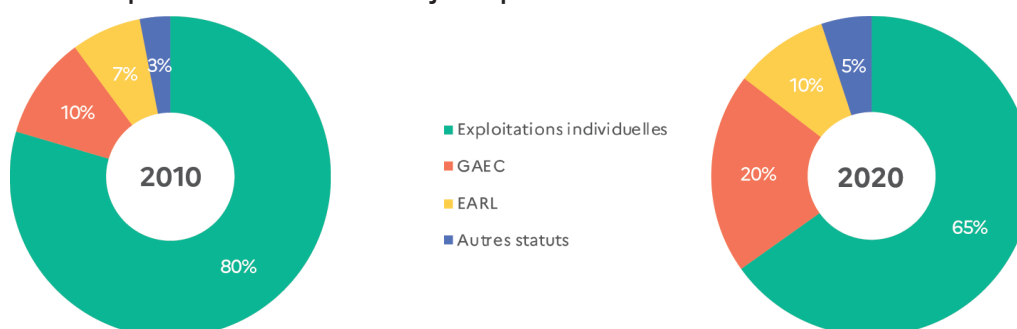 3%
7%
10%
2010
80%
Exploitations individuelles
GAEC
EARL
Autres statuts
5%
10%
20%
2020
65%